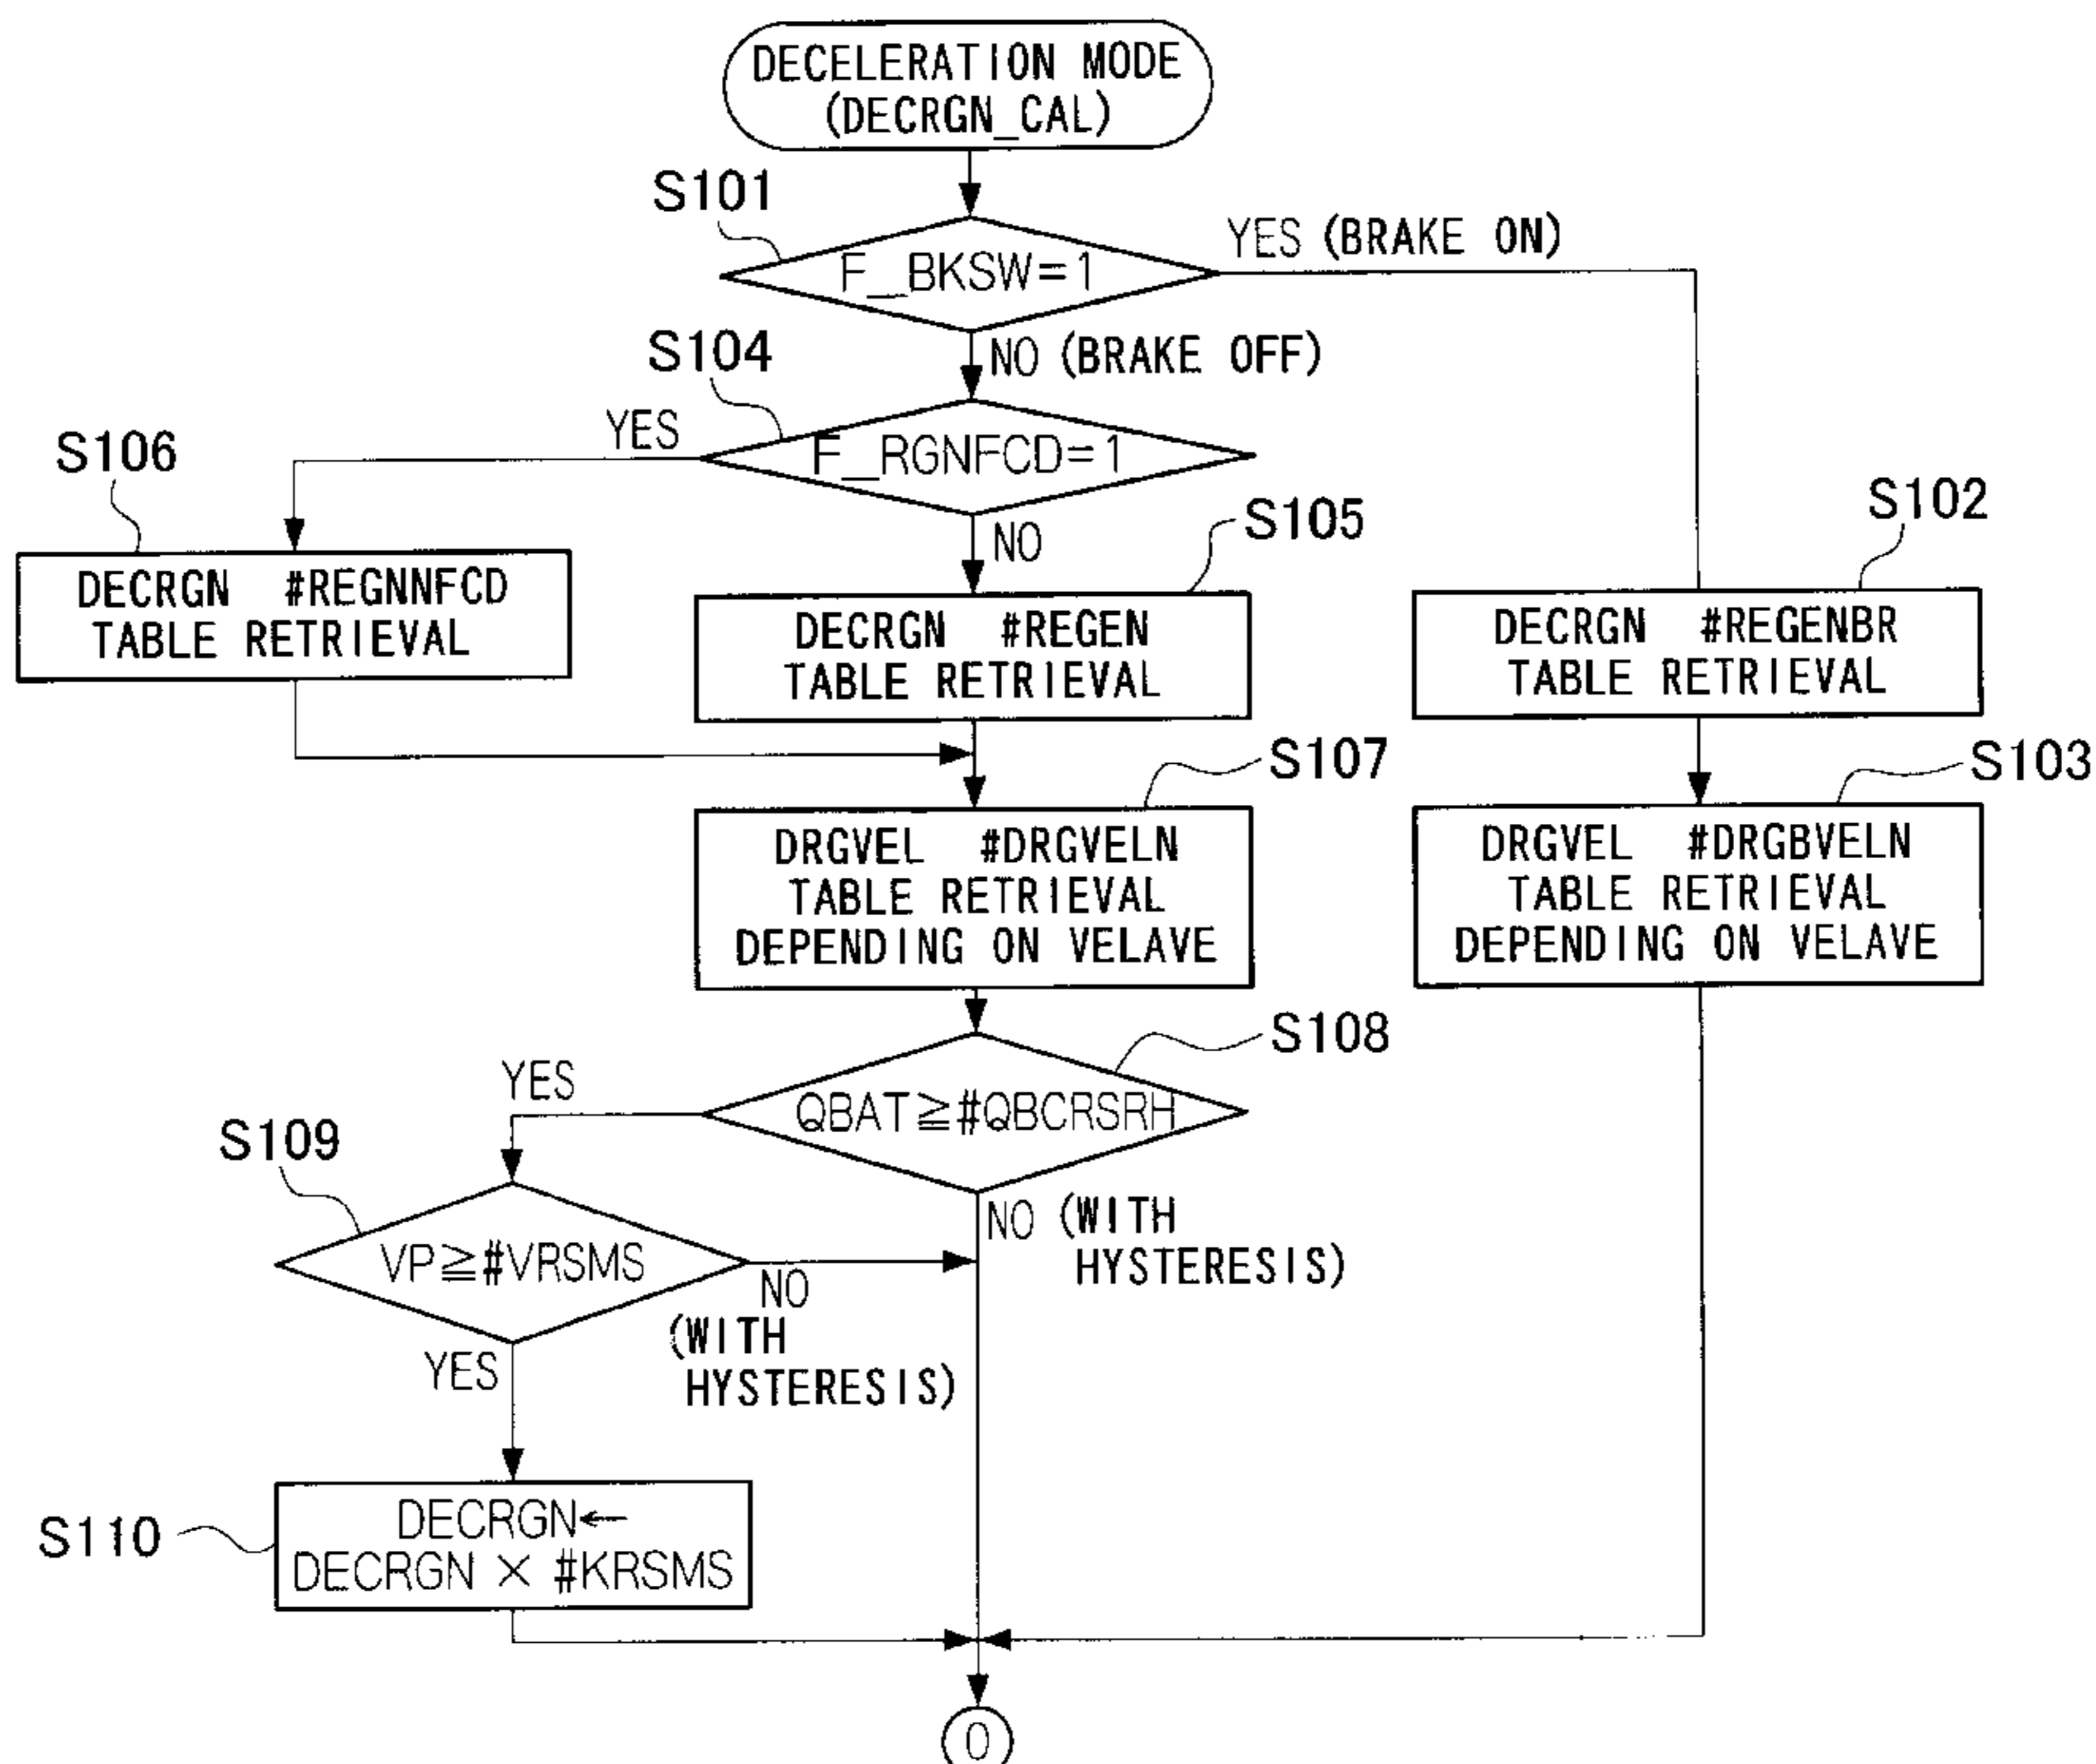 DECELERATION MODE
(DECRGN_CAL)
S101
F_BKSW=1
YES (BRAKE ON)
NO (BRAKE OFF)
S104
F_RGNFCD=1
YES
NO
S106
DECRGN #REGNNFCD
TABLE RETRIEVAL
S105
DECRGN #REGEN
TABLE RETRIEVAL
S102
DECRGN #REGENBR
TABLE RETRIEVAL
S107
DRGVEL #DRGVELN
TABLE RETRIEVAL
DEPENDING ON VELAVE
S103
DRGVEL #DRGBVELN
TABLE RETRIEVAL
DEPENDING ON VELAVE
S108
QBAT≧#QBCRSRH
YES
NO (WITH
HYSTERESIS)
S109
VP≧#VRSMS
NO
(WITH
HYSTERESIS)
YES
S110
DECRGN←
DECRGN × #KRSMS
O